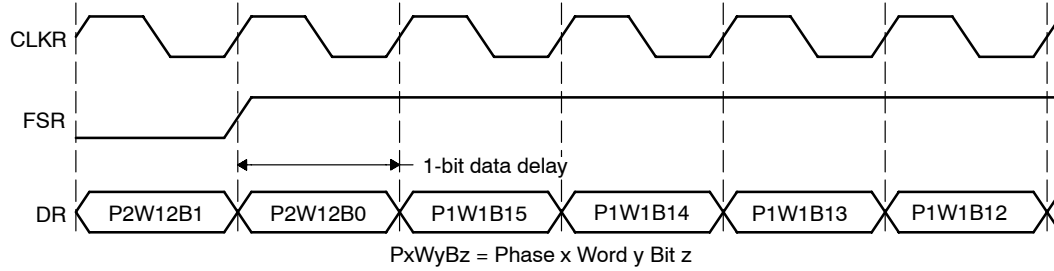 CLKR
FSR
1-bit data delay
DR P2W12B1 P2W12B0 P1W1B15 P1W1B14 P1W1B13 P1W1B12
PxWyBz = Phase x Word y Bit z